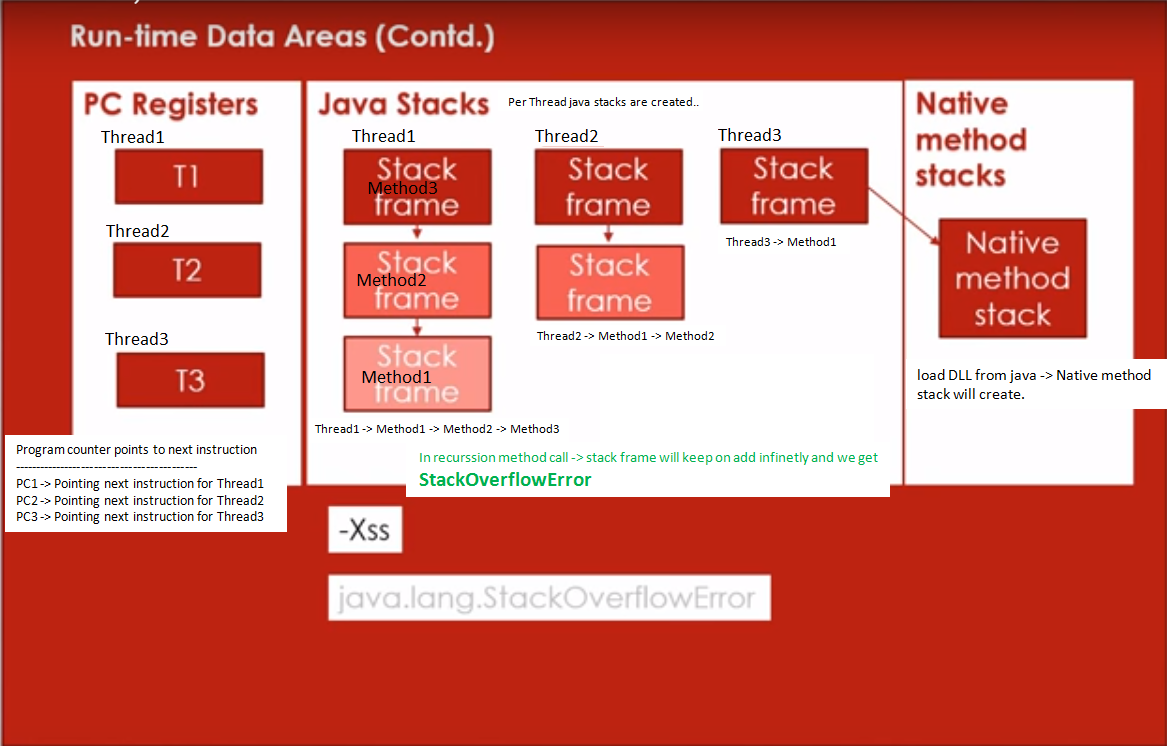 Run-time Data Areas (Contd.)
PC Registers
Thread1
T1
Thread2
T2
Thread3
T3
Program counter points to next instruction
--------------------------------------------
PC1 -> Pointing next instruction for Thread1
PC2 -> Pointing next instruction for Thread2
PC3 -> Pointing next instruction for Thread3
Java Stacks
Per Thread java stacks are created..
Thread1
Stack
Method3
frame
Stack
Method2
frame
Stack
Method1
frame
Thread1 -> Method1 -> Method2 -> Method3
Thread2
Stack
frame
Stack
frame
Thread2 -> Method1 -> Method2
Thread3
Stack
frame
Thread3 -> Method1
In recurssion method call -> stack frame will keep on add infinetly and we get
StackOverflowError
Native
method
stacks
Native
method
stack
load DLL from java -> Native method
stack will create.
-Xss
java.lang.StackOverflowError